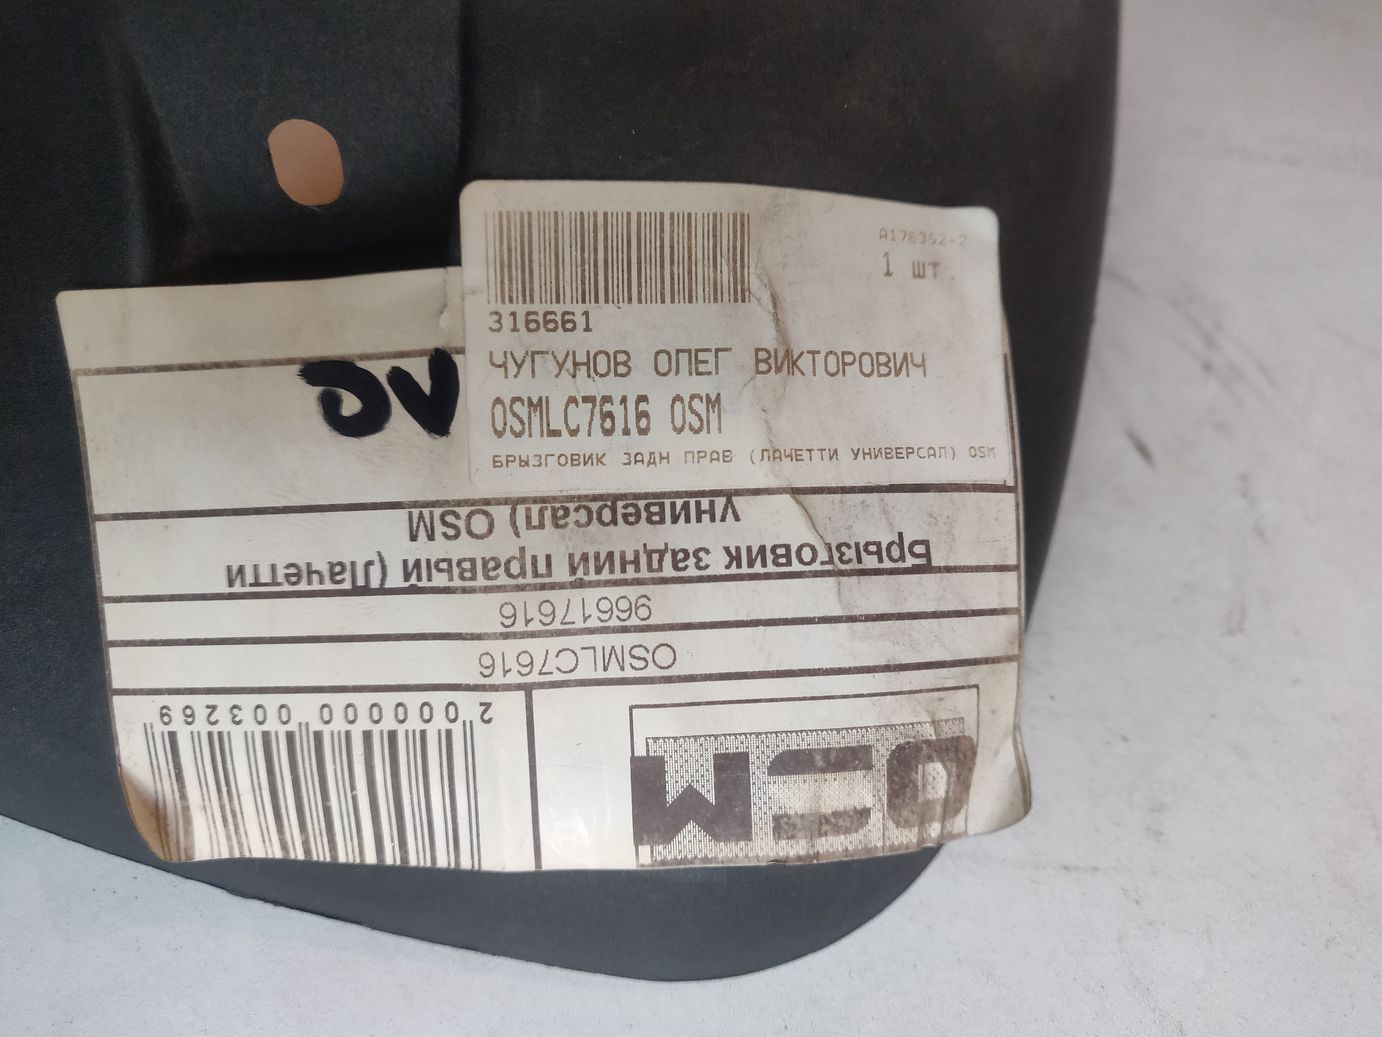 A176352-2
1 шт.
316661
ЧУГУНОВ ОЛЕГ ВИКТОРОВИЧ
OSMLC7616 OSM
БРЫЗГОВИК ЗАДН ПРАВ (ЛАЧЕТТИ УНИВЕРСАЛ) OSM
OSM
2 000000 003269
OSMLC7616
96617616
Брызговик задний правый (Лачетти
универсал) OSM